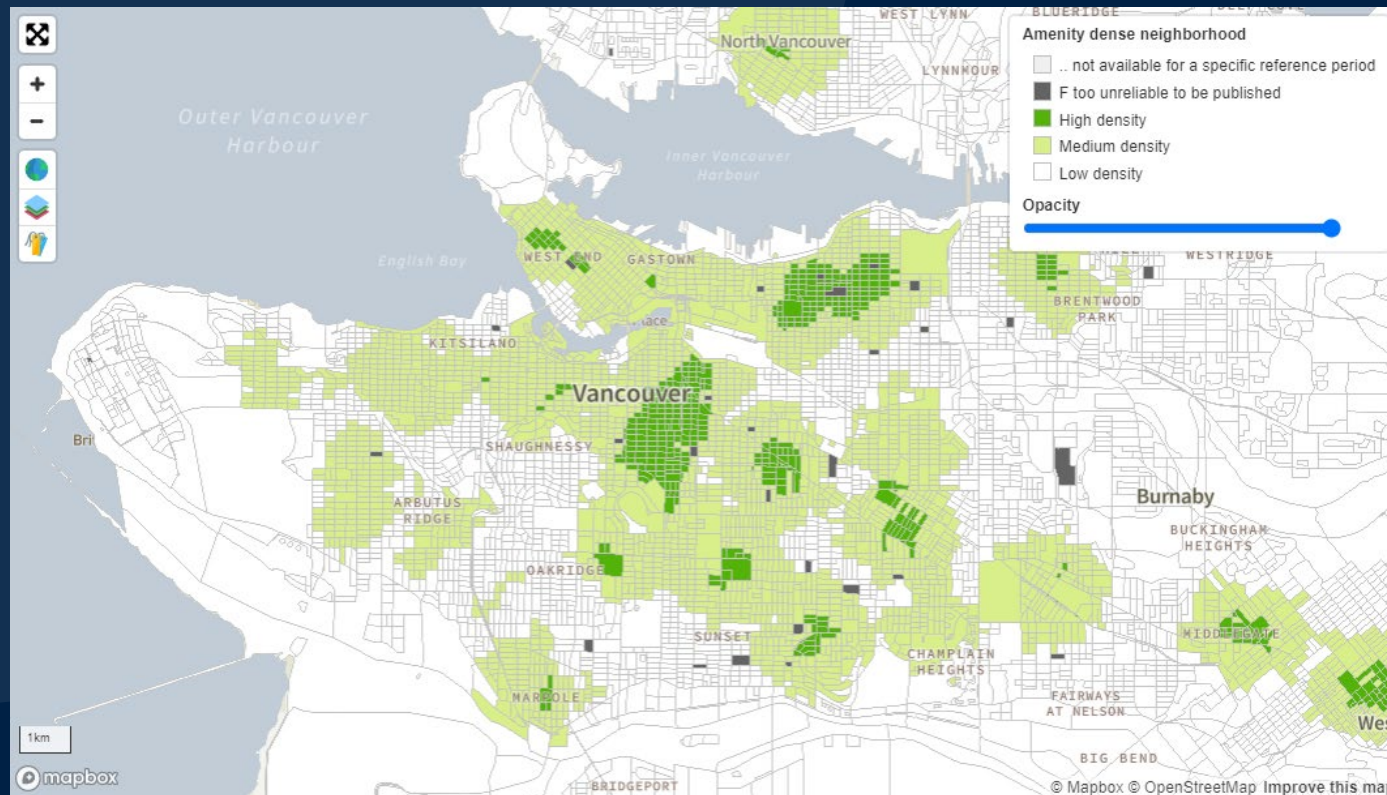 WEST LYNN
BLUERIDGE
North Vancouver
LYNNMOUR
Amenity dense neighborhood
.. not available for a specific reference period
F too unreliable to be published
High density
Medium density
Low density
Opacity
+
−
Outer Vancouver
Harbour
Inner Vancouver
Harbour
English Bay
WEST END
GASTOWN
WESTRIDGE
BRENTWOOD
PARK
KITSILANO
Vancouver
SHAUGHNESSY
ARBUTUS
RIDGE
Burnaby
BUCKINGHAM
HEIGHTS
OAKRIDGE
SUNSET
MIDDLEGATE
CHAMPLAIN
HEIGHTS
MARPOLE
FAIRWAYS
AT NELSON
Wes
1km
BIG BEND
mapbox
BRIDGEPORT
© Mapbox © OpenStreetMap Improve this ma